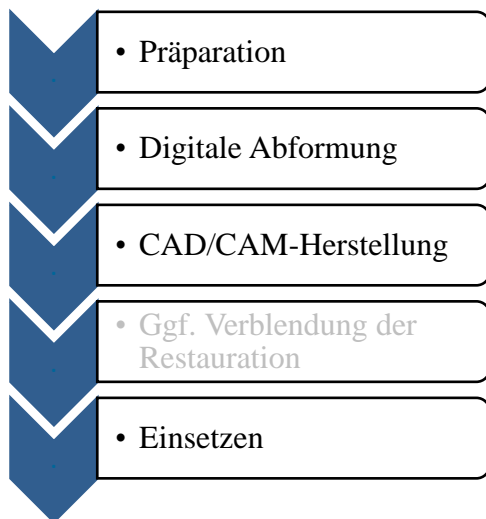 • Präparation
• Digitale Abformung
• CAD/CAM-Herstellung
• Ggf. Verblendung der
Restauration
• Einsetzen